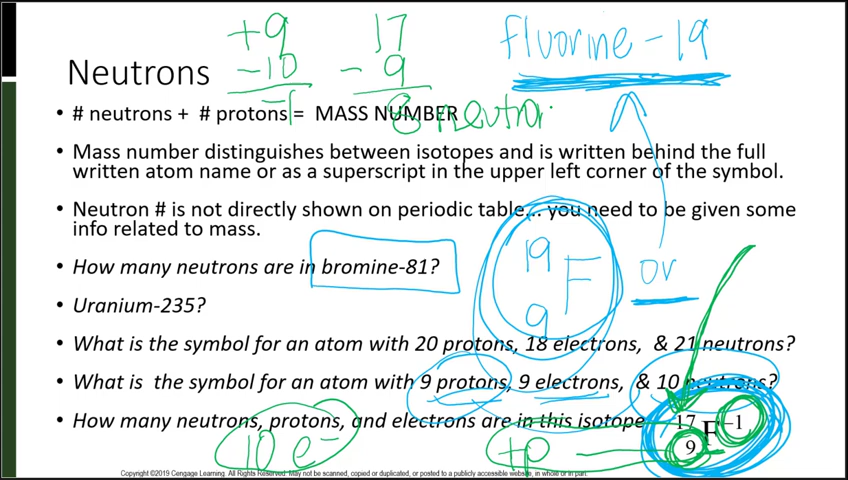 +9 17 Fluorine-19
-10 - 9
-1 8 neutron
Neutrons
• # neutrons + # protons = MASS NUMBER
• Mass number distinguishes between isotopes and is written behind the full
written atom name or as a superscript in the upper left corner of the symbol.
• Neutron # is not directly shown on periodic table... you need to be given some
info related to mass.
19
F or
9
• How many neutrons are in bromine-81?
• Uranium-235?
• What is the symbol for an atom with 20 protons, 18 electrons, & 21 neutrons?
• What is the symbol for an atom with 9 protons, 9 electrons, & 10 neutrons?
• How many neutrons, protons, and electrons are in this isotope 17 9 F -1
10 e-
Copyright ©2019 Cengage Learning. All Rights Reserved. May not be scanned, copied or duplicated, or posted to a publicly accessible website, in whole or in part.